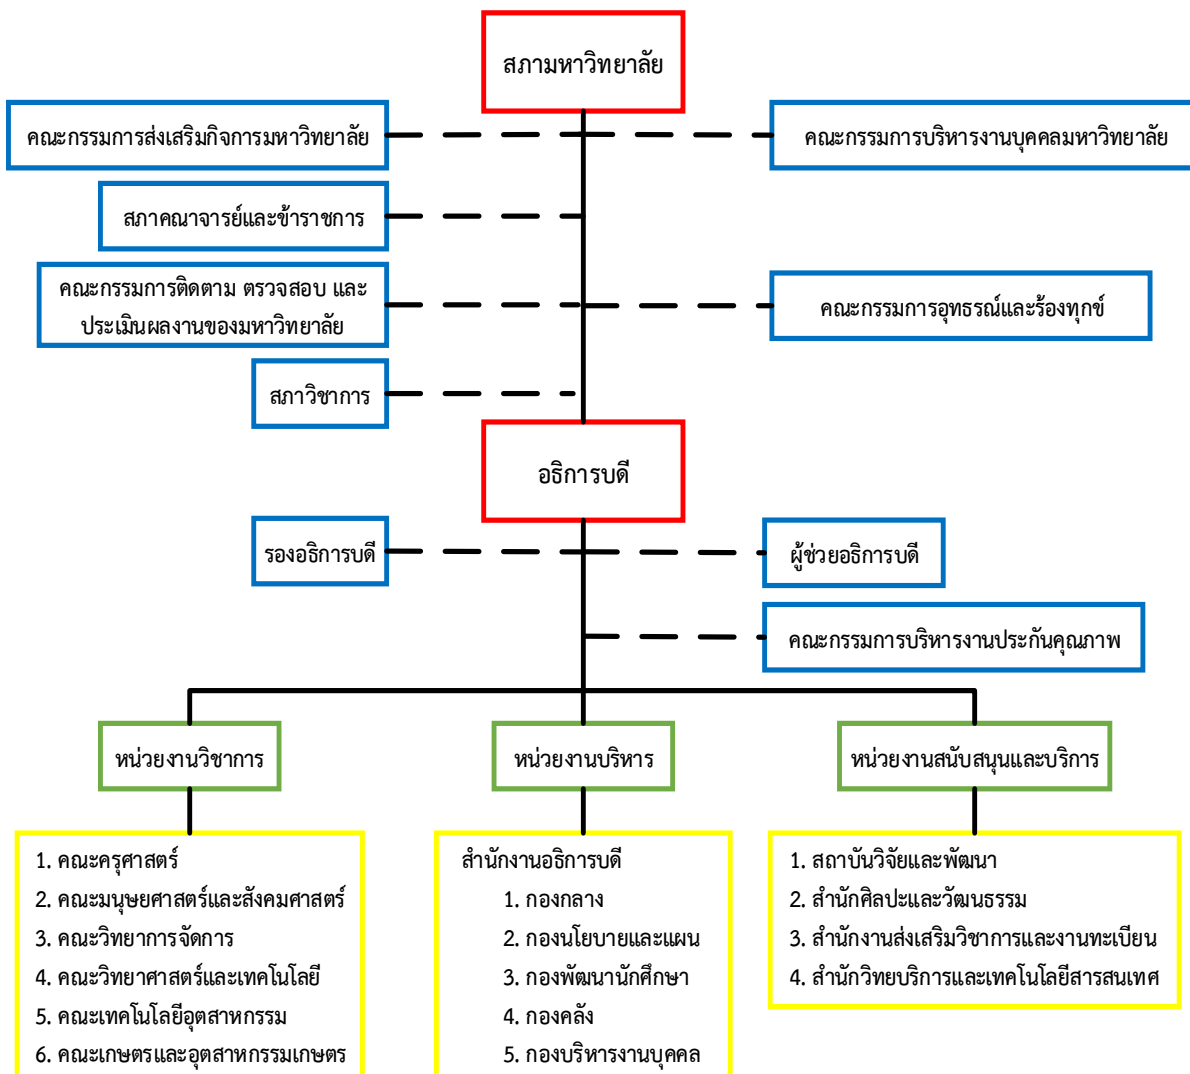 สภามหาวิทยาลัย
คณะกรรมการส่งเสริมกิจการมหาวิทยาลัย
คณะกรรมการบริหารงานบุคคลมหาวิทยาลัย
สภาคณาจารย์และข้าราชการ
คณะกรรมการติดตาม ตรวจสอบ และ
ประเมินผลงานของมหาวิทยาลัย
คณะกรรมการอุทธรณ์และร้องทุกข์
สภาวิชาการ
อธิการบดี
รองอธิการบดี
ผู้ช่วยอธิการบดี
คณะกรรมการบริหารงานประกันคุณภาพ
หน่วยงานวิชาการ
หน่วยงานบริหาร
หน่วยงานสนับสนุนและบริการ
1. คณะครุศาสตร์
2. คณะมนุษยศาสตร์และสังคมศาสตร์
3. คณะวิทยาการจัดการ
4. คณะวิทยาศาสตร์และเทคโนโลยี
5. คณะเทคโนโลยีอุตสาหกรรม
6. คณะเกษตรและอุตสาหกรรมเกษตร
สำนักงานอธิการบดี
1. กองกลาง
2. กองนโยบายและแผน
3. กองพัฒนานักศึกษา
4. กองคลัง
5. กองบริหารงานบุคคล
1. สถาบันวิจัยและพัฒนา
2. สำนักศิลปะและวัฒนธรรม
3. สำนักงานส่งเสริมวิชาการและงานทะเบียน
4. สำนักวิทยบริการและเทคโนโลยีสารสนเทศ